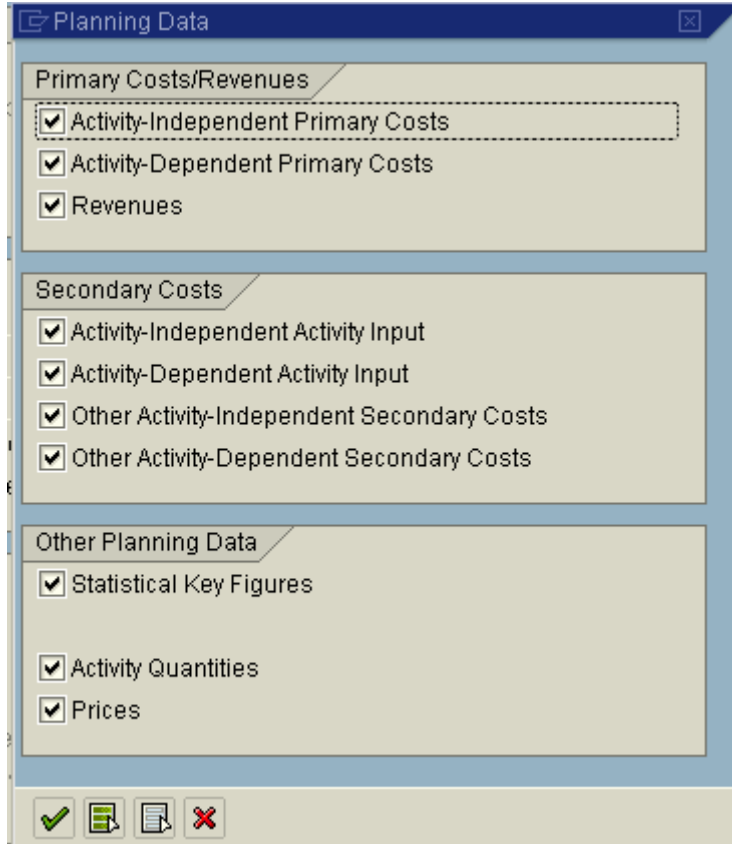 Planning Data
Primary Costs/Revenues
Activity-Independent Primary Costs
Activity-Dependent Primary Costs
Revenues
Secondary Costs
Activity-Independent Activity Input
Activity-Dependent Activity Input
Other Activity-Independent Secondary Costs
Other Activity-Dependent Secondary Costs
Other Planning Data
Statistical Key Figures
Activity Quantities
Prices